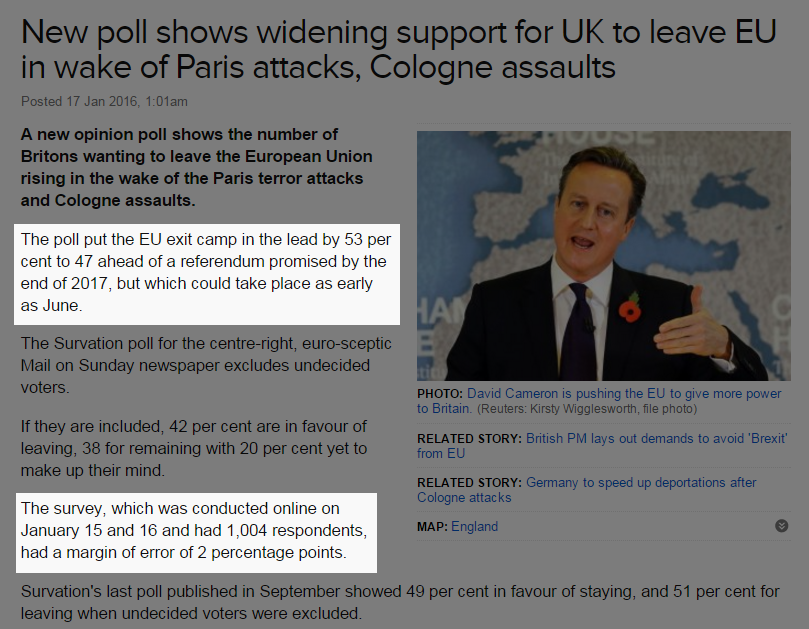 New poll shows widening support for UK to leave EU
in wake of Paris attacks, Cologne assaults
Posted 17 Jan 2016, 1:01am
A new opinion poll shows the number of
Britons wanting to leave the European Union
rising in the wake of the Paris terror attacks
and Cologne assaults.
The poll put the EU exit camp in the lead by 53 per
cent to 47 ahead of a referendum promised by the
end of 2017, but which could take place as early
as June.
The Survation poll for the centre-right, euro-sceptic
Mail on Sunday newspaper excludes undecided
voters.
If they are included, 42 per cent are in favour of
leaving, 38 for remaining with 20 per cent yet to
make up their mind.
The survey, which was conducted online on
January 15 and 16 and had 1,004 respondents,
had a margin of error of 2 percentage points.
HOUSE
PHOTO: David Cameron is pushing the EU to give more power
to Britain. (Reuters: Kirsty Wigglesworth, file photo)
RELATED STORY: British PM lays out demands to avoid 'Brexit'
from EU
RELATED STORY: Germany to speed up deportations after
Cologne attacks
MAP: England
Survation's last poll published in September showed 49 per cent in favour of staying, and 51 per cent for
leaving when undecided voters were excluded.